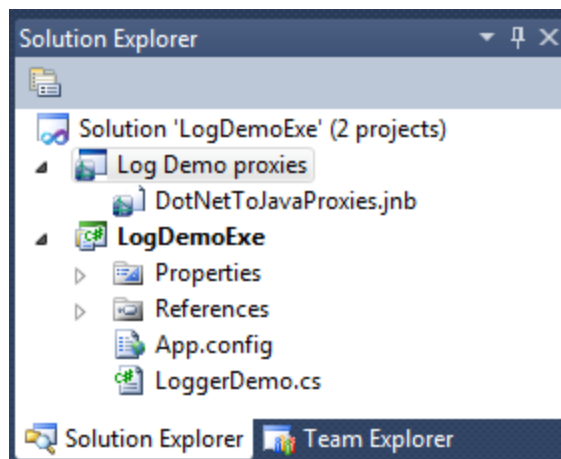 Solution Explorer
Solution 'LogDemoExe' (2 projects)
Log Demo proxies
DotNetToJavaProxies.jnb
LogDemoExe
Properties
References
App.config
LoggerDemo.cs
Solution Explorer Team Explorer